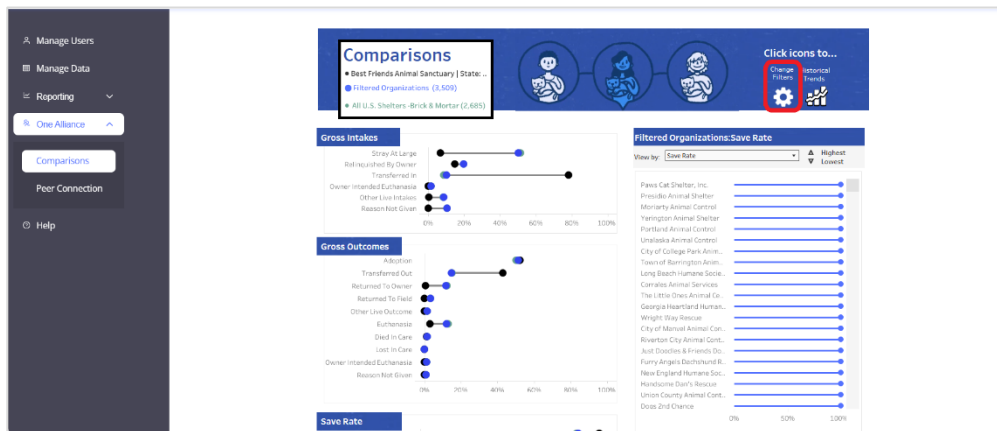 Manage Users
Manage Data
Reporting
One Alliance
Comparisons
Peer Connection
Help
Comparisons
Best Friends Animal Sanctuary | State: ..
Filtered Organizations (3,509)
All U.S. Shelters -Brick & Mortar (2,685)
Click icons to...
Change Filters
Historical Trends
Gross Intakes
Stray At Large
Relinquished By Owner
Transferred In
Owner Intended Euthanasia
Other Live Intakes
Reason Not Given
0% 20% 40% 60% 80% 100%
Gross Outcomes
Adoption
Transferred Out
Returned To Owner
Returned To Field
Other Live Outcome
Euthanasia
Died In Care
Lost In Care
Owner Intended Euthanasia
Reason Not Given
0% 20% 40% 60% 80% 100%
Save Rate
Filtered Organizations:Save Rate
View by: Save Rate
Highest
Lowest
Paws Cat Shelter, Inc.
Presidio Animal Shelter
Moriarty Animal Control
Yerington Animal Shelter
Portland Animal Control
Unalaska Animal Control
City of College Park Anim..
Town of Barrington Anim..
Long Beach Humane Socie..
Corrales Animal Services
The Little Ones Animal Ce..
Georgia Heartland Human..
Wright Way Rescue
City of Manvel Animal Con..
Riverton City Animal Cont..
Just Doodles & Friends Do..
Furry Angels Dachshund R..
New England Humane Soc..
Handsome Dan's Rescue
Union County Animal Cont..
Does 2nd Chance
0% 50% 100%